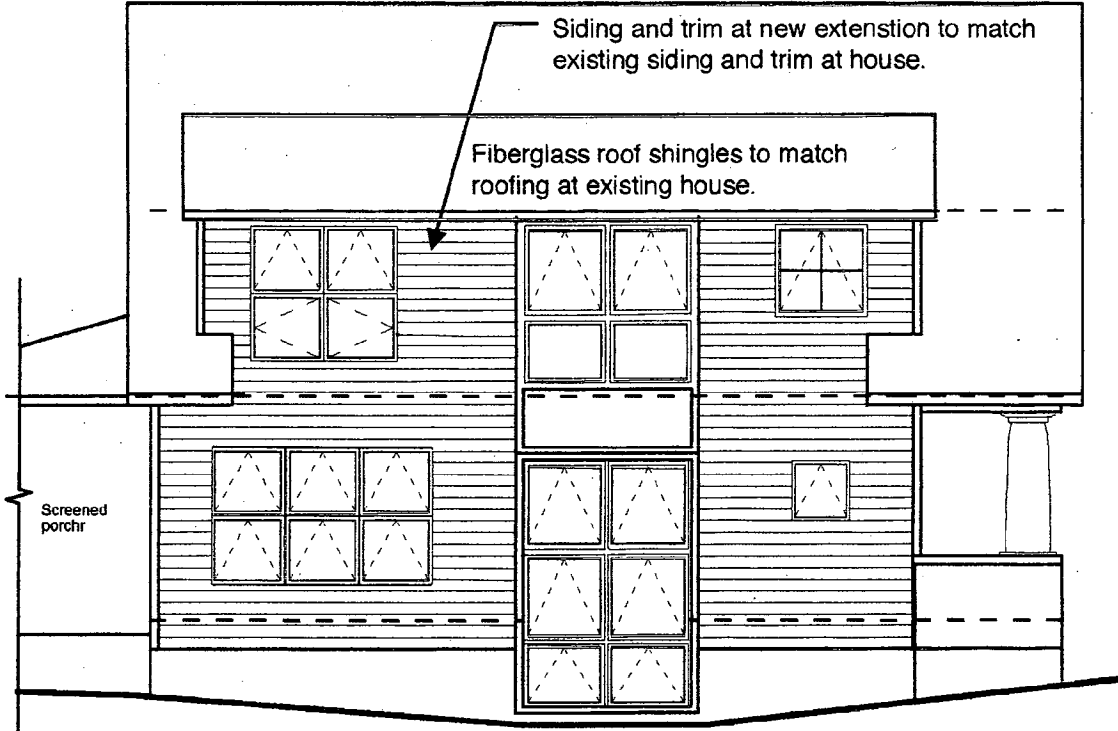 Siding and trim at new extenstion to match
existing siding and trim at house.
Fiberglass roof shingles to match
roofing at existing house.
Screened
porchr